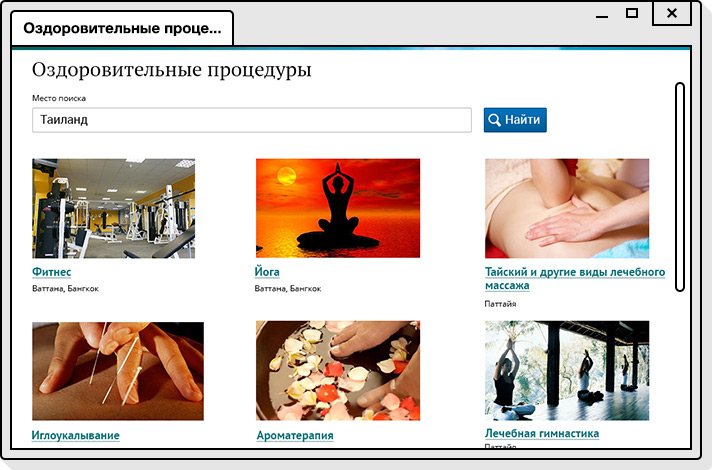 Оздоровительные проце...
Оздоровительные процедуры
Место поиска
Таиланд
Найти
Фитнес
Ваттана, Бангкок
Йога
Ваттана, Бангкок
Тайский и другие виды лечебного
массажа
Паттайя
Иглоукалывание
Ароматерапия
Лечебная гимнастика